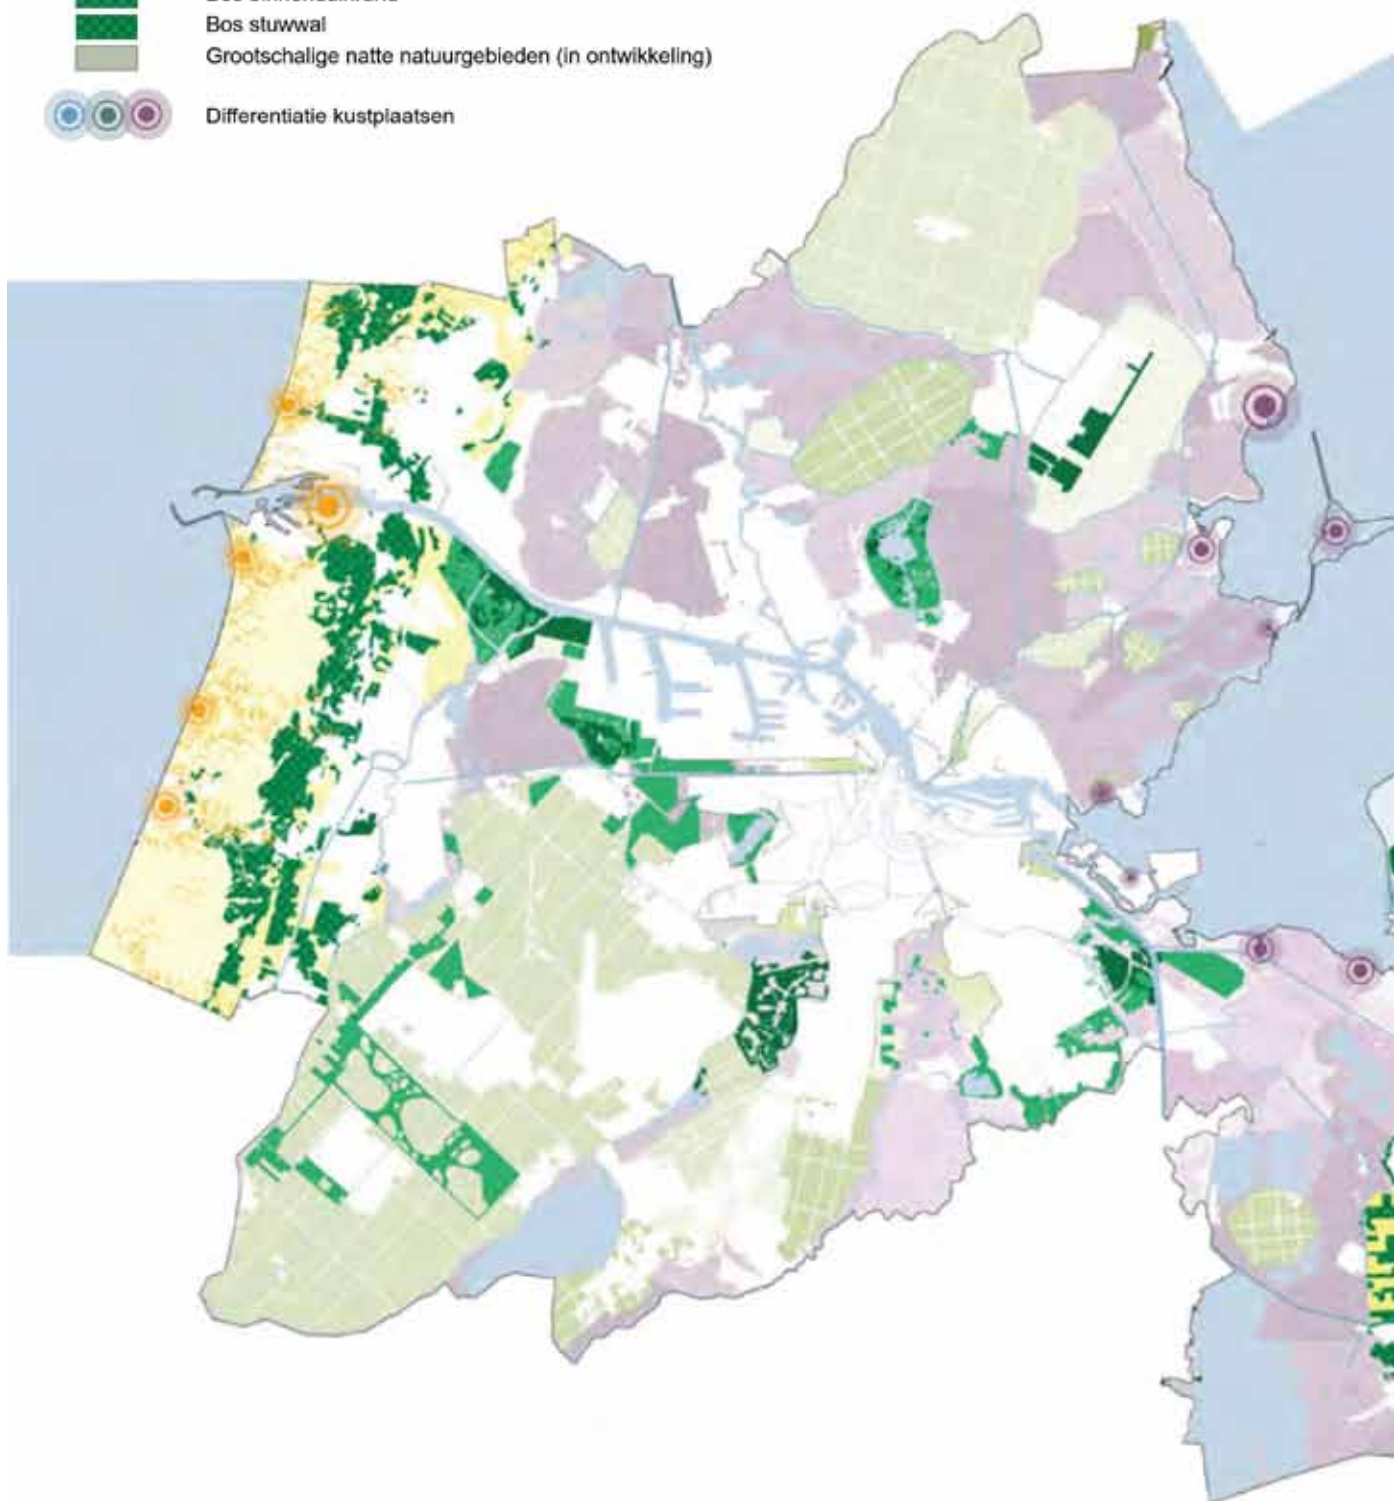 Bos stuwwal
Grootschalige natte natuurgebieden (in ontwikkeling)
Differentiatie kustplaatsen